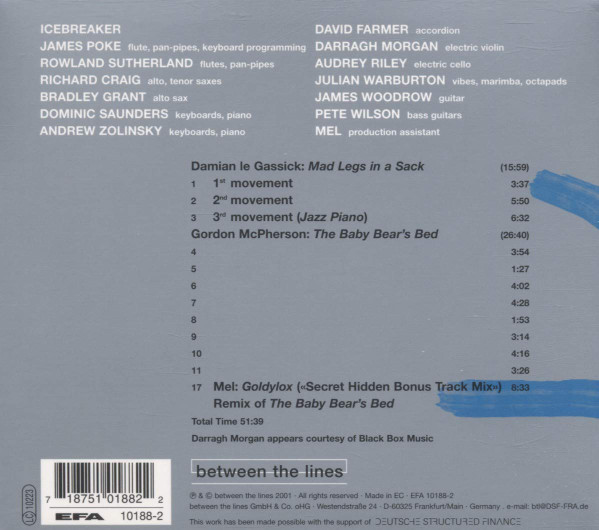 ICEBREAKER
JAMES POKE flute, pan-pipes, keyboard programming
ROWLAND SUTHERLAND flutes, pan-pipes
RICHARD CRAIG alto, tenor saxes
BRADLEY GRANT alto sax
DOMINIC SAUNDERS keyboards, piano
ANDREW ZOLINSKY keyboards, piano
DAVID FARMER accordion
DARRAGH MORGAN electric violin
AUDREY RILEY electric cello
JULIAN WARBURTON vibes, marimba, octapads
JAMES WOODROW guitar
PETE WILSON bass guitars
MEL production assistant
Damian le Gassick: Mad Legs in a Sack (15:59)
1 1st movement 3:37
2 2nd movement 5:50
3 3rd movement (Jazz Piano) 6:32
Gordon McPherson: The Baby Bear's Bed (26:40)
4 3:54
5 1:27
6 4:02
7 4:28
8 1:53
9 3:14
10 4:16
11 3:26
17 Mel: Goldylox («Secret Hidden Bonus Track Mix») 8:33
Remix of The Baby Bear's Bed
Total Time 51:39
Darragh Morgan appears courtesy of Black Box Music
between the lines
℗ & © between the lines 2001 · All rights reserved · Made in EC · EFA 10188-2
between the lines GmbH & Co. oHG · Westendstraße 24 · D-60325 Frankfurt/Main · Germany . e-mail: btl@DSF-FRA.de
This work has been made possible with the support of DEUTSCHE STRUCTURED FINANCE
LC 10223
7 18751 01882 2
EFA 10188-2